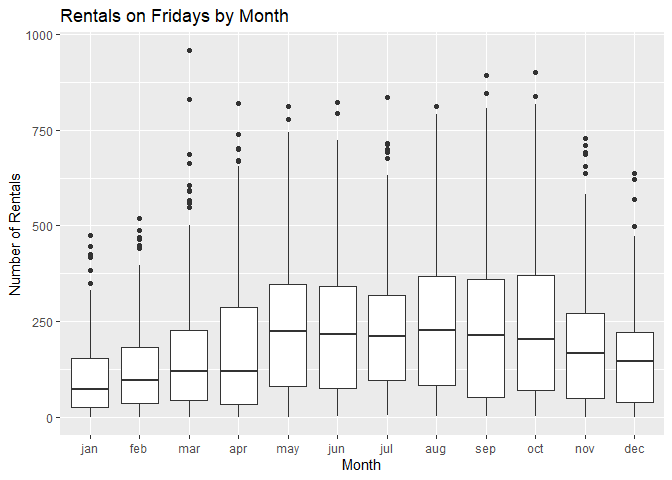 Rentals on Fridays by Month
Number of Rentals
1000
750
500
250
0
jan feb mar apr may jun jul aug sep oct nov dec
Month